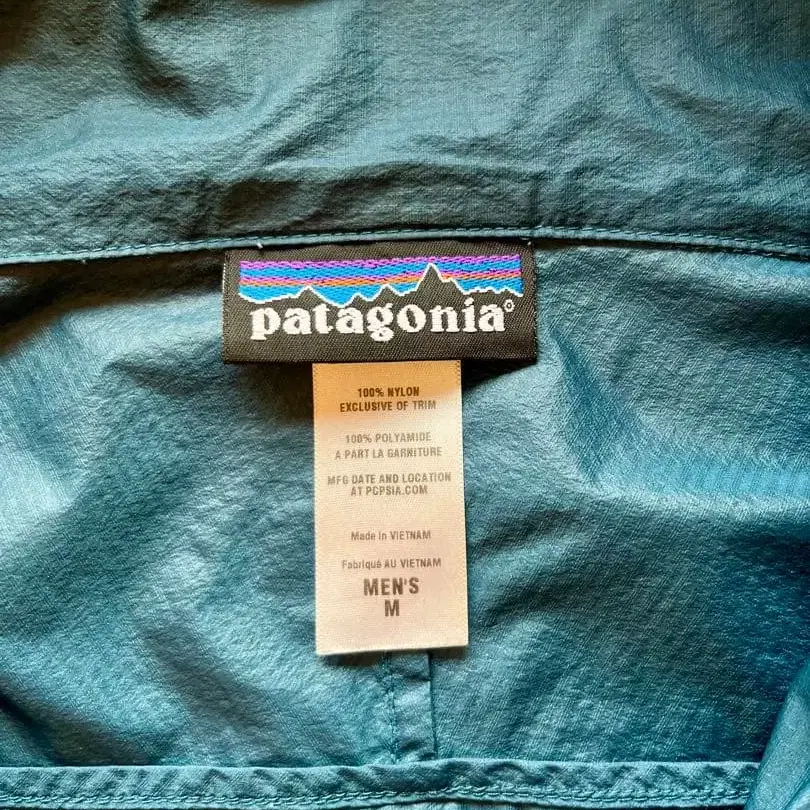 patagonia®
100% NYLON
EXCLUSIVE OF TRIM
100% POLYAMIDE
A PART LA GARNITURE
MFG DATE AND LOCATION
AT PCPSIA.COM
Made in VIETNAM
Fabriqué AU VIETNAM
MEN'S
M